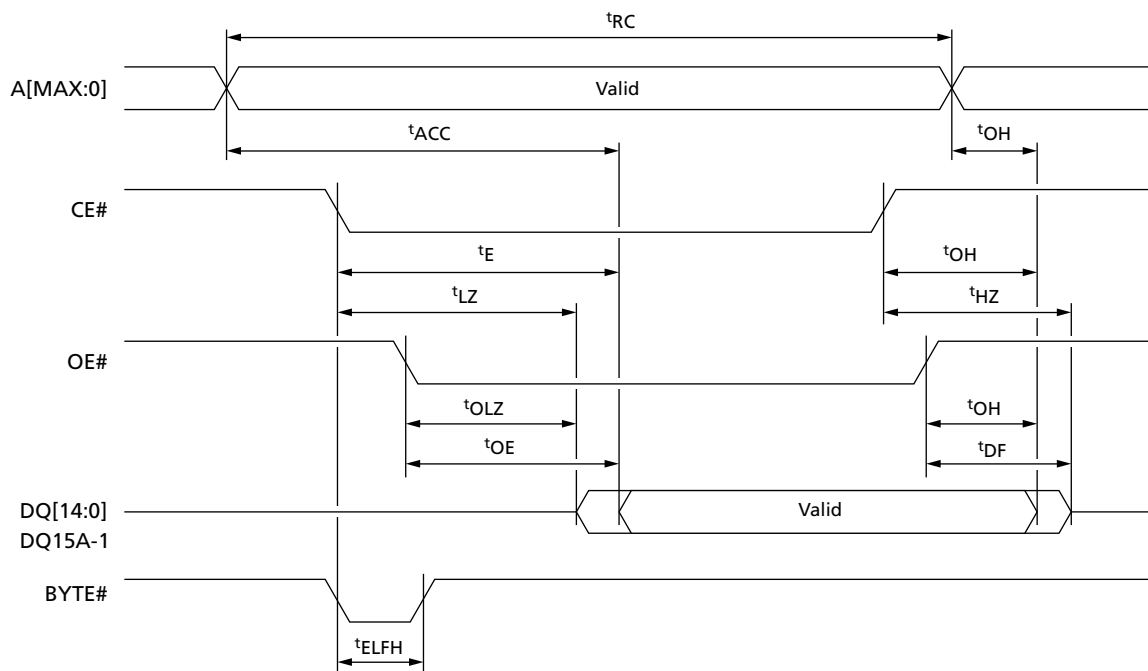 tRC
A[MAX:0]
Valid
tACC
tOH
CE#
tE
tOH
tLZ
tHZ
OE#
tOLZ
tOH
tOE
tDF
DQ[14:0]
Valid
DQ15A-1
BYTE#
tELFH